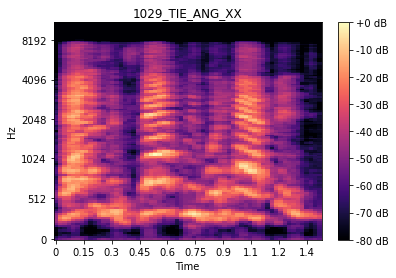 1029_TIE_ANG_XX
+0 dB
8192
-10 dB
4096
-20 dB
-30 dB
2048
Hz
-40 dB
1024
-50 dB
512
-60 dB
-70 dB
0
-80 dB
0 0.15 0.3 0.45 0.6 0.75 0.9 1.1 1.2 1.4
Time